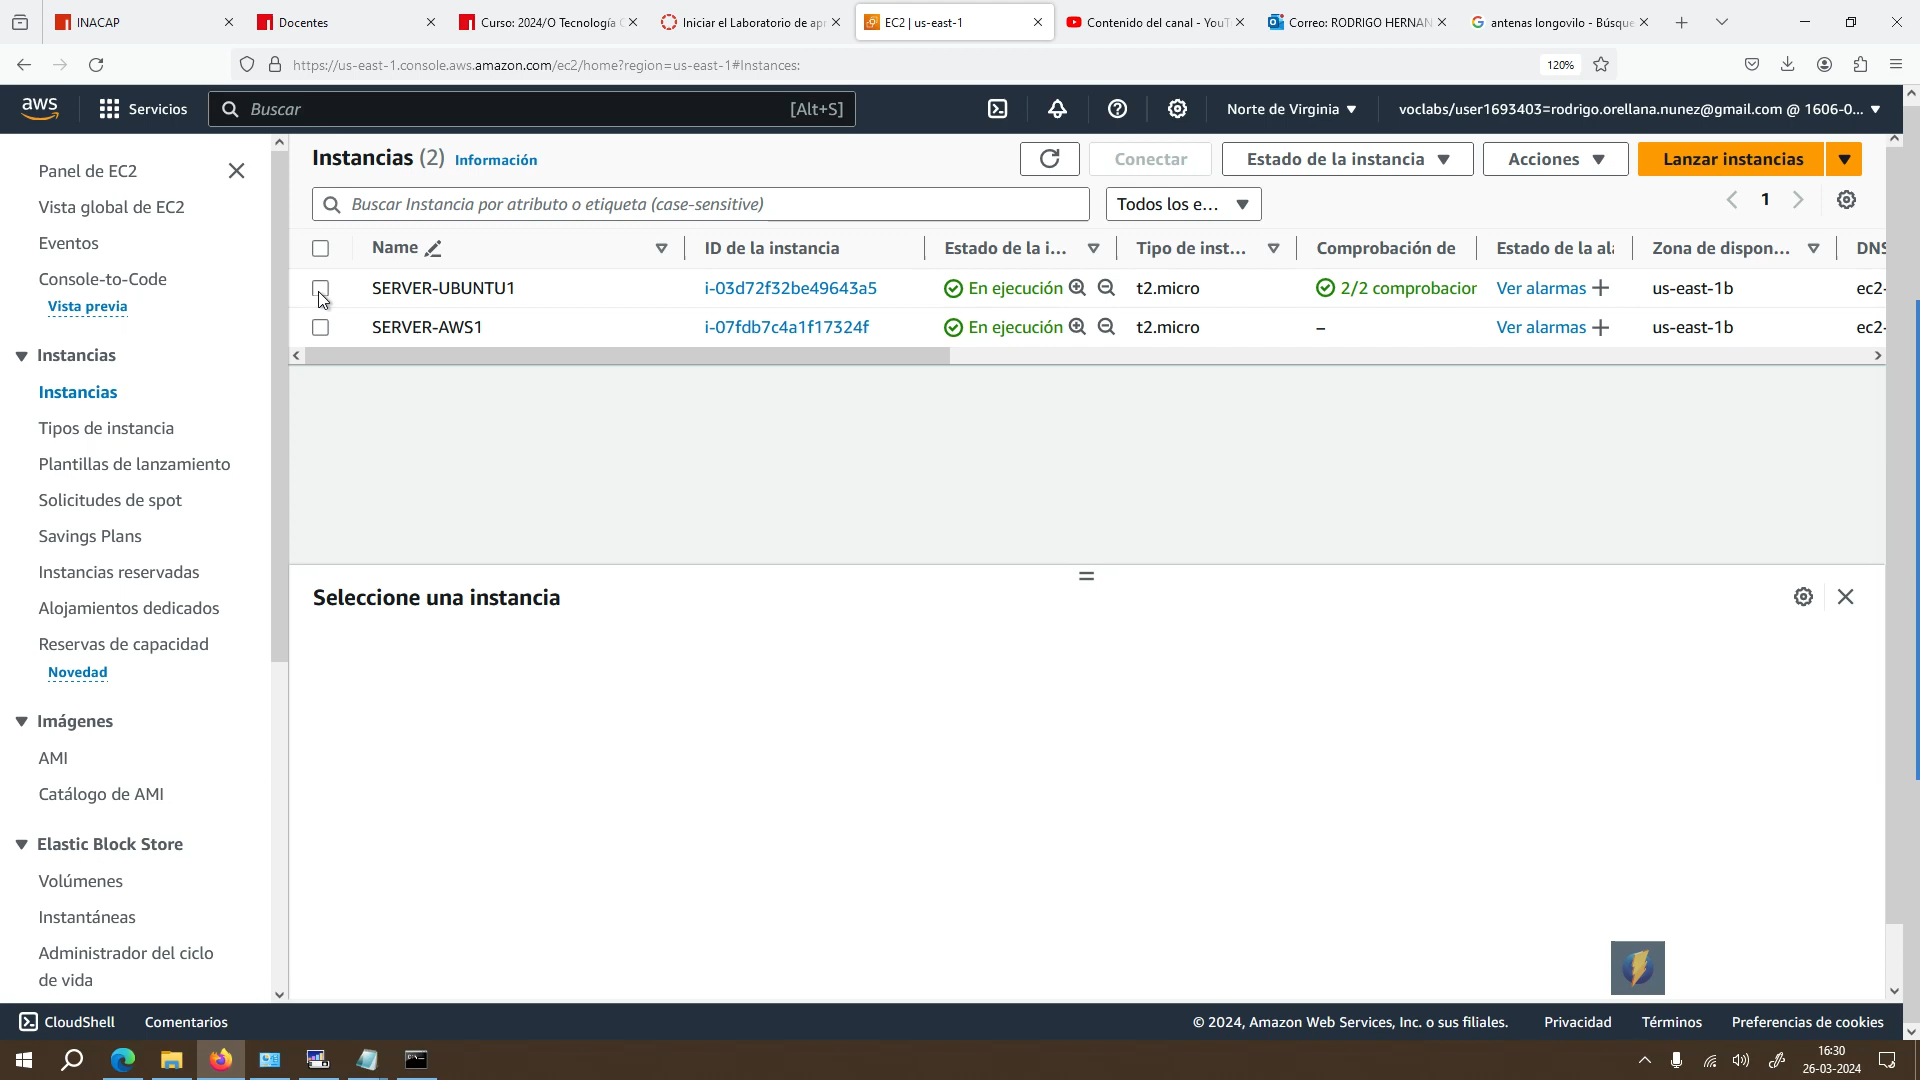 INACAP
Docentes
Curso: 2024/O Tecnología C
Iniciar el Laboratorio de apr
EC2 | us-east-1
Contenido del canal - YouT
Correo: RODRIGO HERNAN
antenas longovilo - Búsque
https://us-east-1.console.aws.amazon.com/ec2/home?region=us-east-1#Instances:
120%
aws
Servicios
Buscar
[Alt+S]
Norte de Virginia
voclabs/user1693403=rodrigo.orellana.nunez@gmail.com @ 1606-0...
Panel de EC2
Vista global de EC2
Eventos
Console-to-Code
Vista previa
Instancias
Instancias
Tipos de instancia
Plantillas de lanzamiento
Solicitudes de spot
Savings Plans
Instancias reservadas
Alojamientos dedicados
Reservas de capacidad
Novedad
Imágenes
AMI
Catálogo de AMI
Elastic Block Store
Volúmenes
Instantáneas
Administrador del ciclo
de vida
Instancias (2) Información
Conectar
Estado de la instancia
Acciones
Lanzar instancias
Buscar Instancia por atributo o etiqueta (case-sensitive)
Todos los e...
1
Name ID de la instancia Estado de la i... Tipo de inst... Comprobación de Estado de la ala Zona de dispon... DNS
SERVER-UBUNTU1 i-03d72f32be49643a5 En ejecución t2.micro 2/2 comprobacior Ver alarmas + us-east-1b ec2-
SERVER-AWS1 i-07fdb7c4a1f17324f En ejecución t2.micro – Ver alarmas + us-east-1b ec2-
Seleccione una instancia
CloudShell
Comentarios
© 2024, Amazon Web Services, Inc. o sus filiales.
Privacidad
Términos
Preferencias de cookies
16:30
26-03-2024